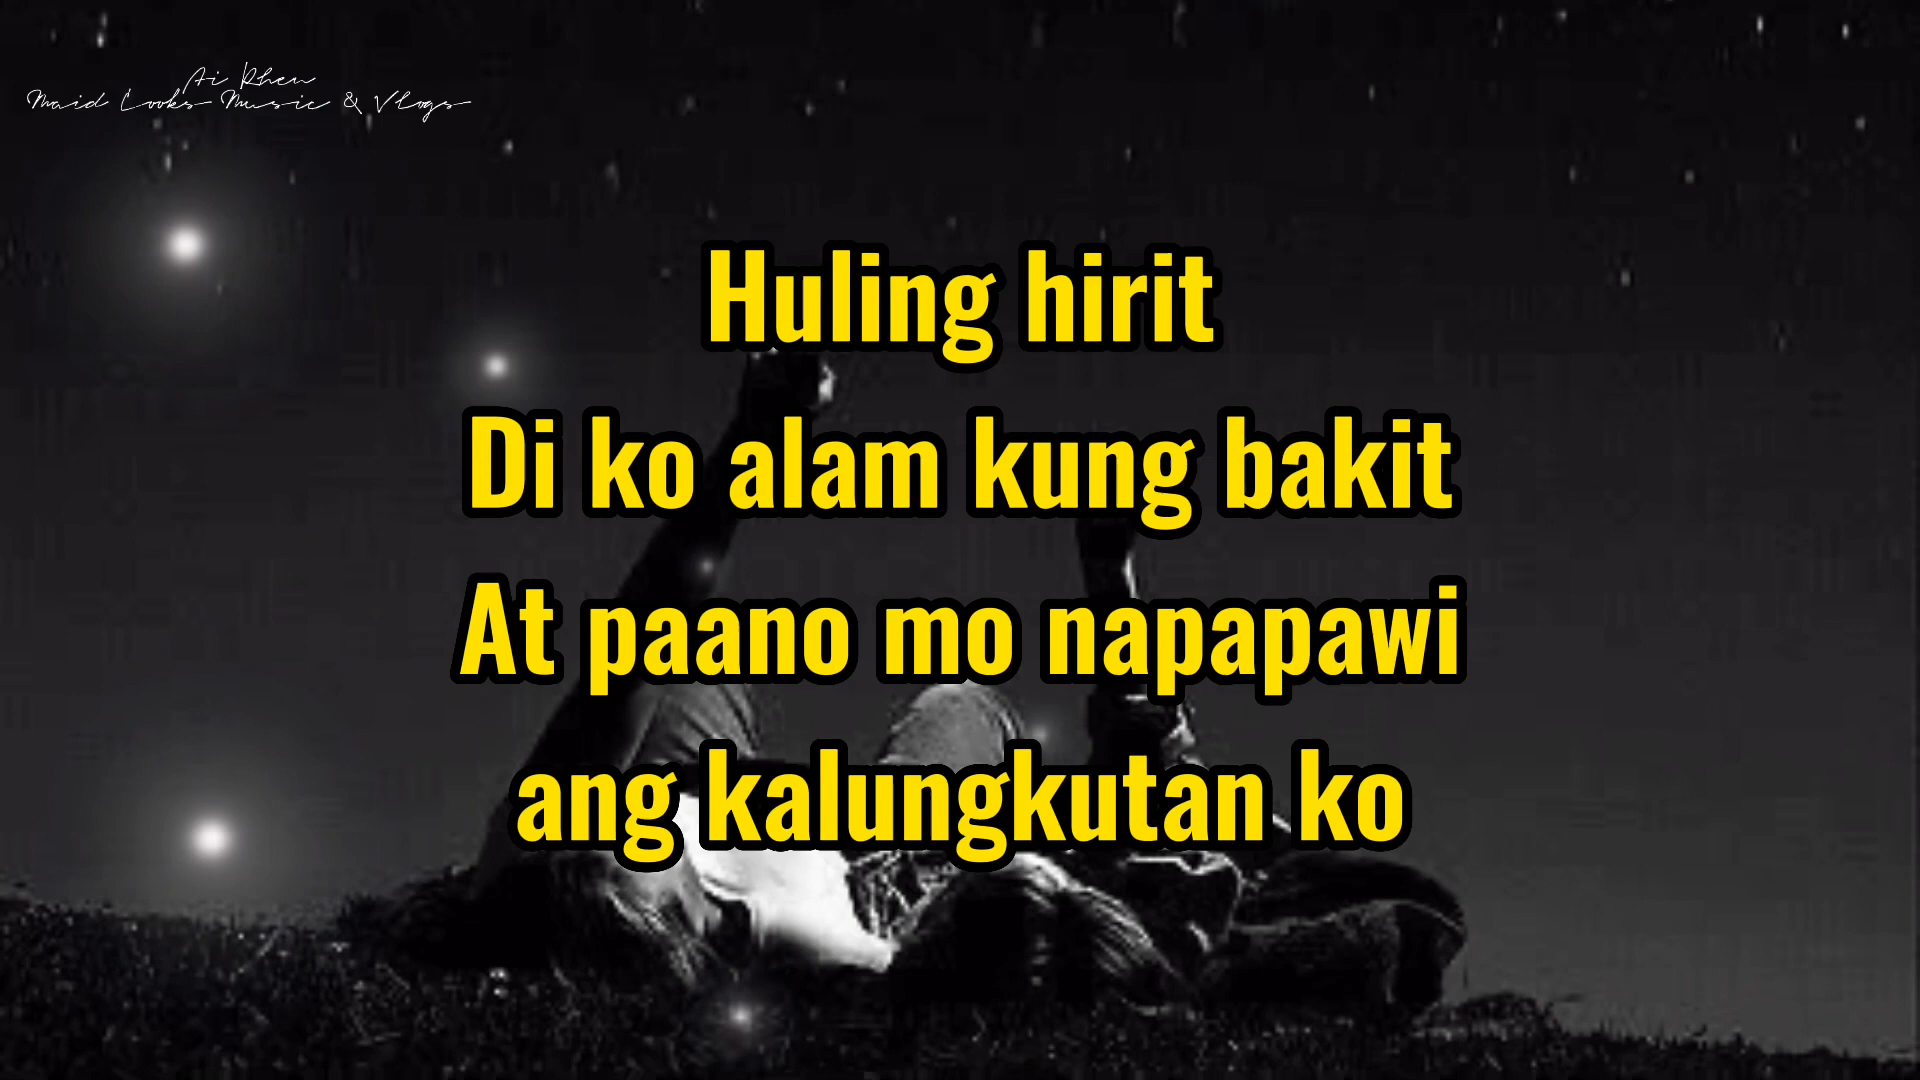 Ai Rhen
Maid Looks Music & Vlogs
Huling hirit
Di ko alam kung bakit
At paano mo napapawi
ang kalungkutan ko